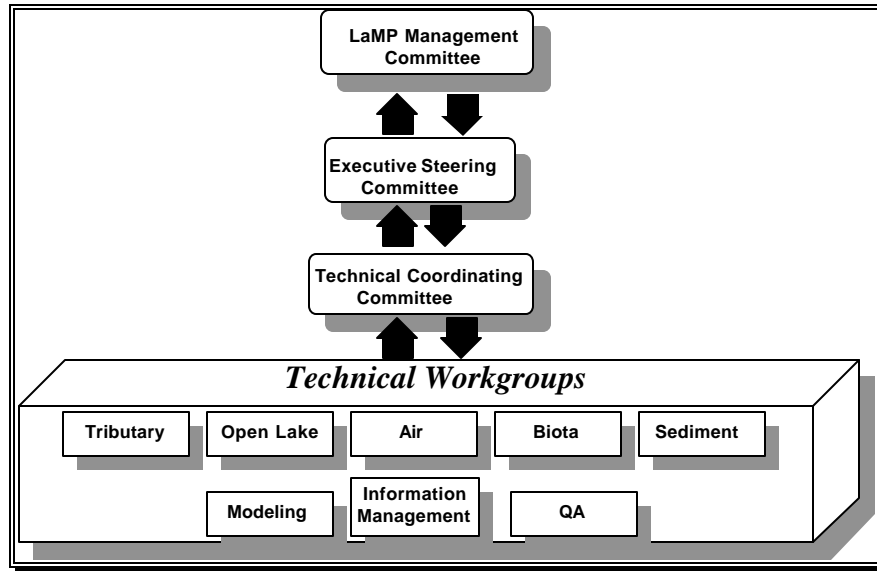 LaMP Management
Committee
Executive Steering
Committee
Technical Coordinating
Committee
Technical Workgroups
Tributary
Open Lake
Air
Biota
Sediment
Modeling
Information
Management
QA